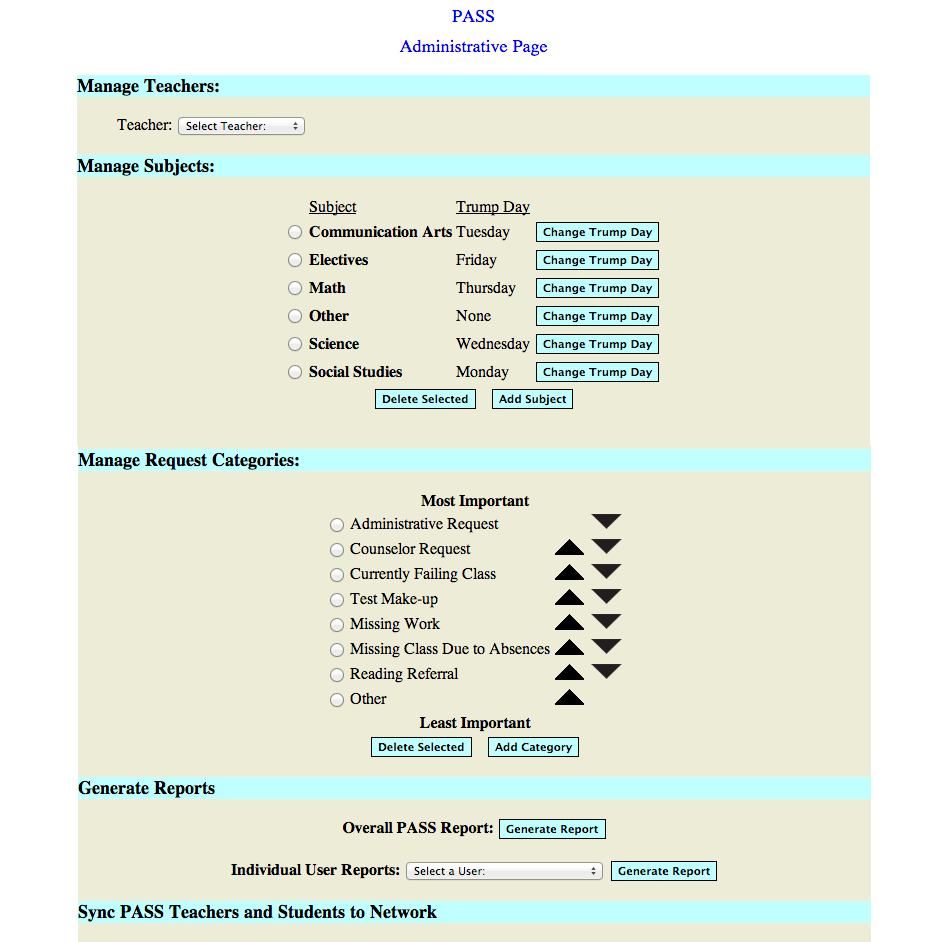 PASS
Administrative Page
Manage Teachers:
Teacher: Select Teacher:
Manage Subjects:
Subject Trump Day
Communication Arts Tuesday Change Trump Day
Electives Friday Change Trump Day
Math Thursday Change Trump Day
Other None Change Trump Day
Science Wednesday Change Trump Day
Social Studies Monday Change Trump Day
Delete Selected Add Subject
Manage Request Categories:
Most Important
Administrative Request
Counselor Request
Currently Failing Class
Test Make-up
Missing Work
Missing Class Due to Absences
Reading Referral
Other
Least Important
Delete Selected Add Category
Generate Reports
Overall PASS Report: Generate Report
Individual User Reports: Select a User: Generate Report
Sync PASS Teachers and Students to Network